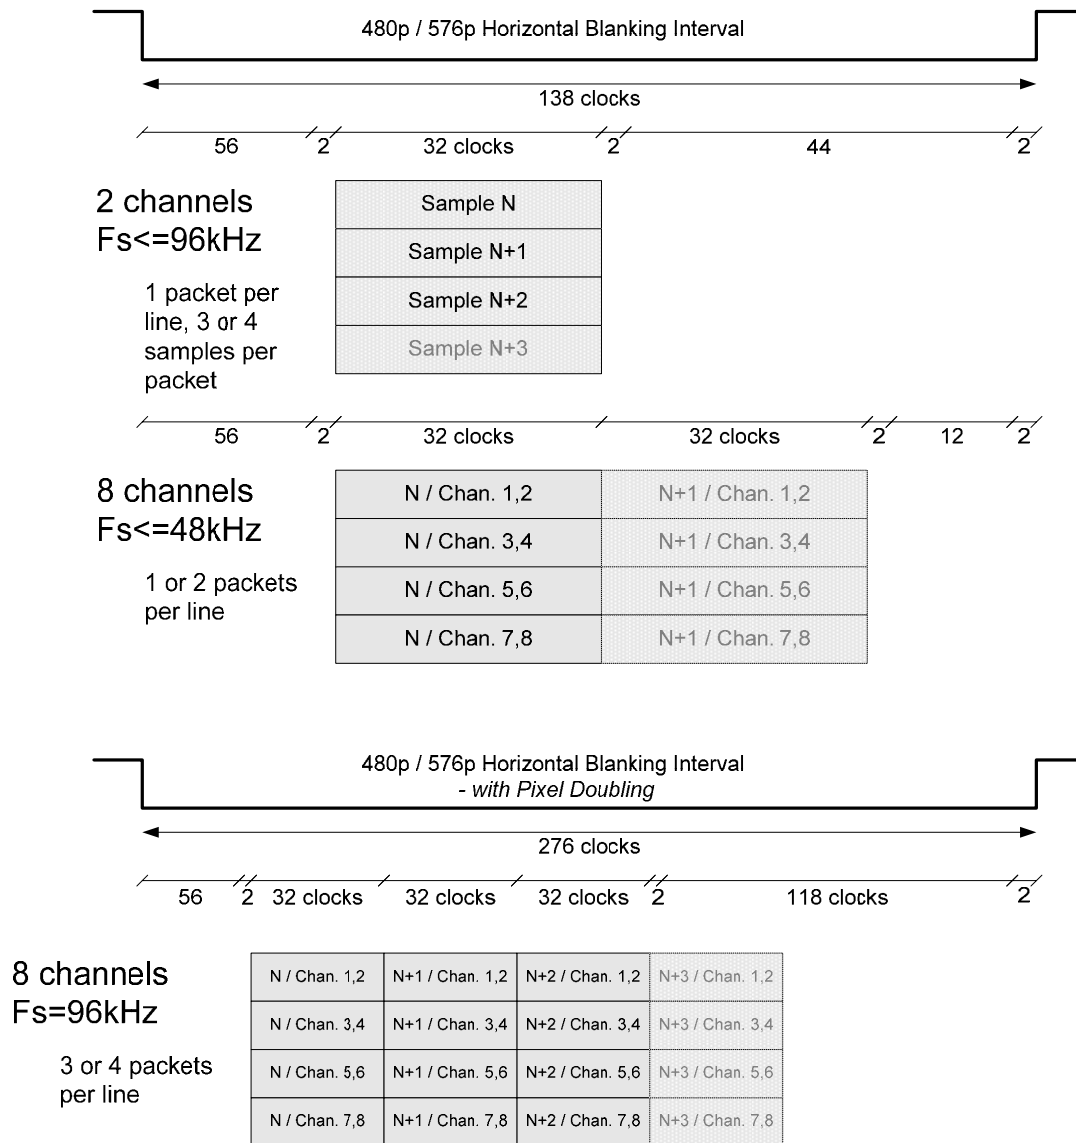 480p / 576p Horizontal Blanking Interval
138 clocks
56 2 32 clocks 2 44 2
2 channels
Fs<=96kHz
1 packet per
line, 3 or 4
samples per
packet
Sample N
Sample N+1
Sample N+2
Sample N+3
56 2 32 clocks 32 clocks 2 12 2
8 channels
Fs<=48kHz
1 or 2 packets
per line
N / Chan. 1,2 N+1 / Chan. 1,2
N / Chan. 3,4 N+1 / Chan. 3,4
N / Chan. 5,6 N+1 / Chan. 5,6
N / Chan. 7,8 N+1 / Chan. 7,8
480p / 576p Horizontal Blanking Interval
- with Pixel Doubling
276 clocks
56 2 32 clocks 32 clocks 32 clocks 2 118 clocks 2
8 channels
Fs=96kHz
3 or 4 packets
per line
N / Chan. 1,2 N+1 / Chan. 1,2 N+2 / Chan. 1,2 N+3 / Chan. 1,2
N / Chan. 3,4 N+1 / Chan. 3,4 N+2 / Chan. 3,4 N+3 / Chan. 3,4
N / Chan. 5,6 N+1 / Chan. 5,6 N+2 / Chan. 5,6 N+3 / Chan. 5,6
N / Chan. 7,8 N+1 / Chan. 7,8 N+2 / Chan. 7,8 N+3 / Chan. 7,8